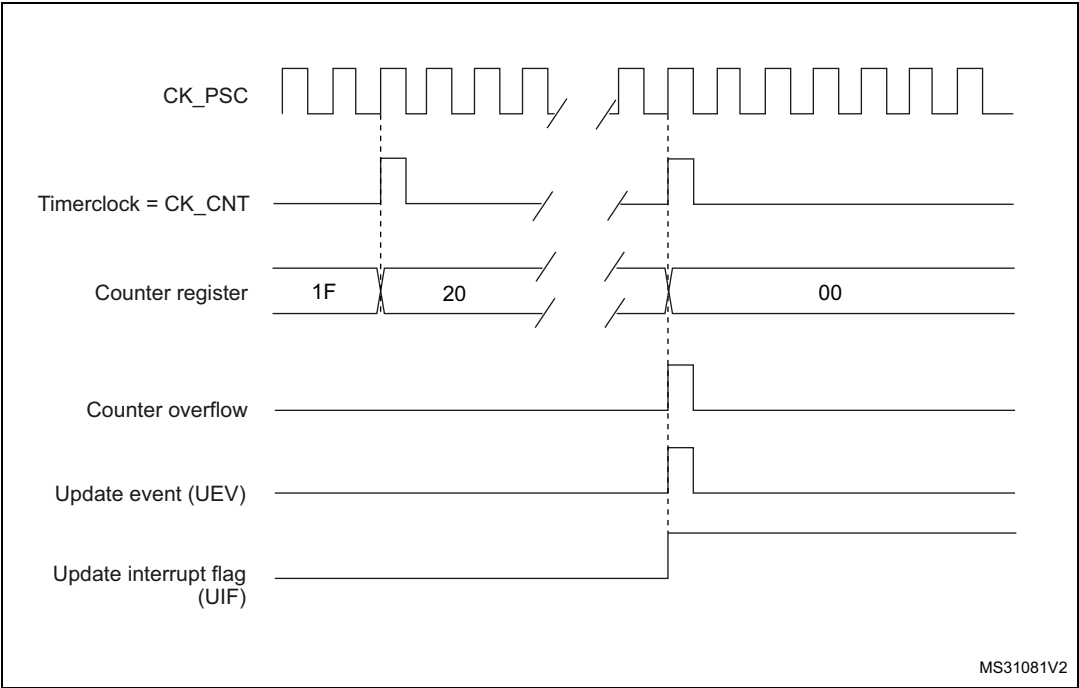 CK_PSC
Timerclock = CK_CNT
Counter register
1F
20
00
Counter overflow
Update event (UEV)
Update interrupt flag
(UIF)
MS31081V2